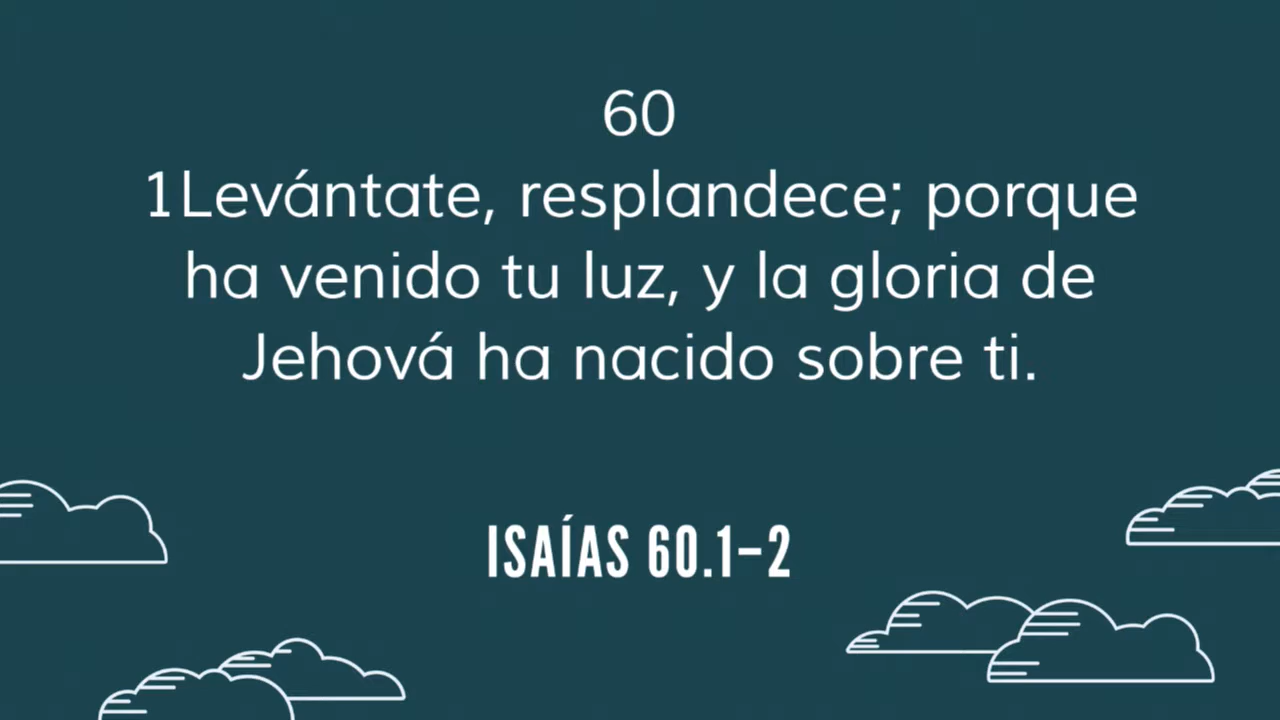 60
1Levántate, resplandece; porque
ha venido tu luz, y la gloria de
Jehová ha nacido sobre ti.
ISAÍAS 60.1–2